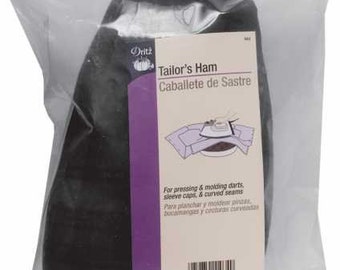 Dritz
Tailor's Ham
Caballete de Sastre
For pressing & molding darts,
sleeve caps, & curved seams
Para planchar y moldear pinzas,
bocamangas y costuras curveadas